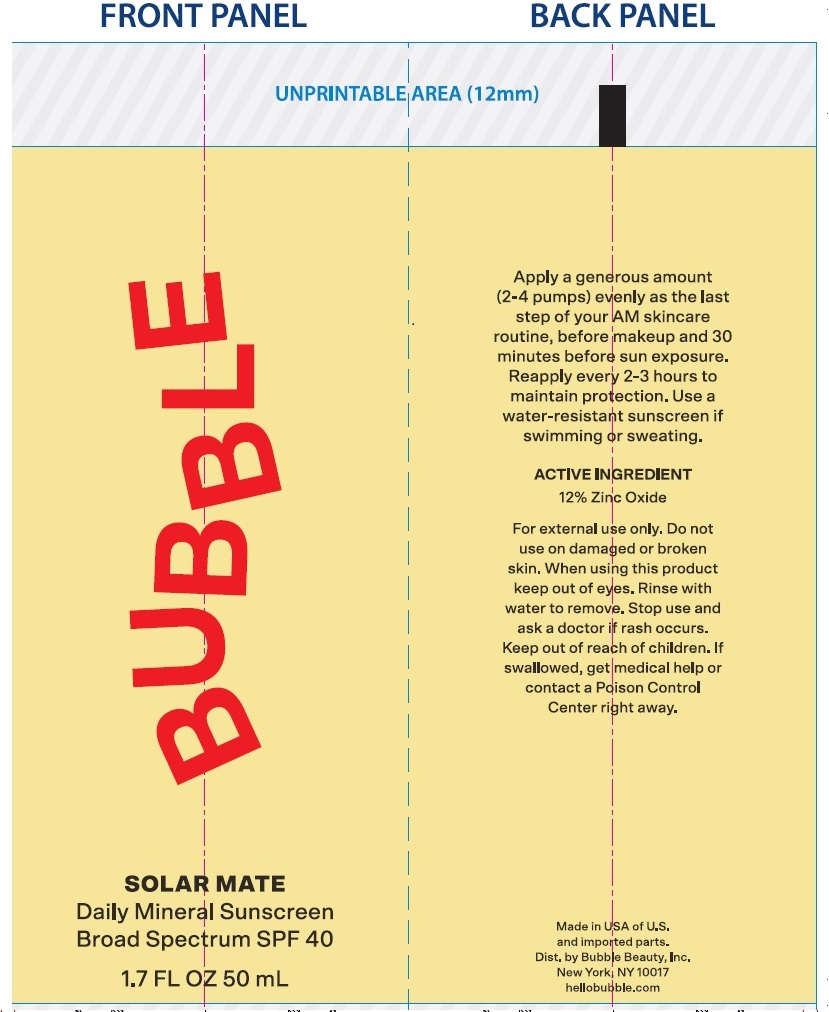 FRONT PANEL
BACK PANEL
UNPRINTABLE AREA (12mm)
BUBBLE
SOLAR MATE
Daily Mineral Sunscreen
Broad Spectrum SPF 40
1.7 FL OZ 50 mL
Apply a generous amount
(2-4 pumps) evenly as the last
step of your AM skincare
routine, before makeup and 30
minutes before sun exposure.
Reapply every 2-3 hours to
maintain protection. Use a
water-resistant sunscreen if
swimming or sweating.
ACTIVE INGREDIENT
12% Zinc Oxide
For external use only. Do not
use on damaged or broken
skin. When using this product
keep out of eyes. Rinse with
water to remove. Stop use and
ask a doctor if rash occurs.
Keep out of reach of children. If
swallowed, get medical help or
contact a Poison Control
Center right away.
Made in USA of U.S.
and imported parts.
Dist. by Bubble Beauty, Inc.
New York, NY 10017
hellobubble.com